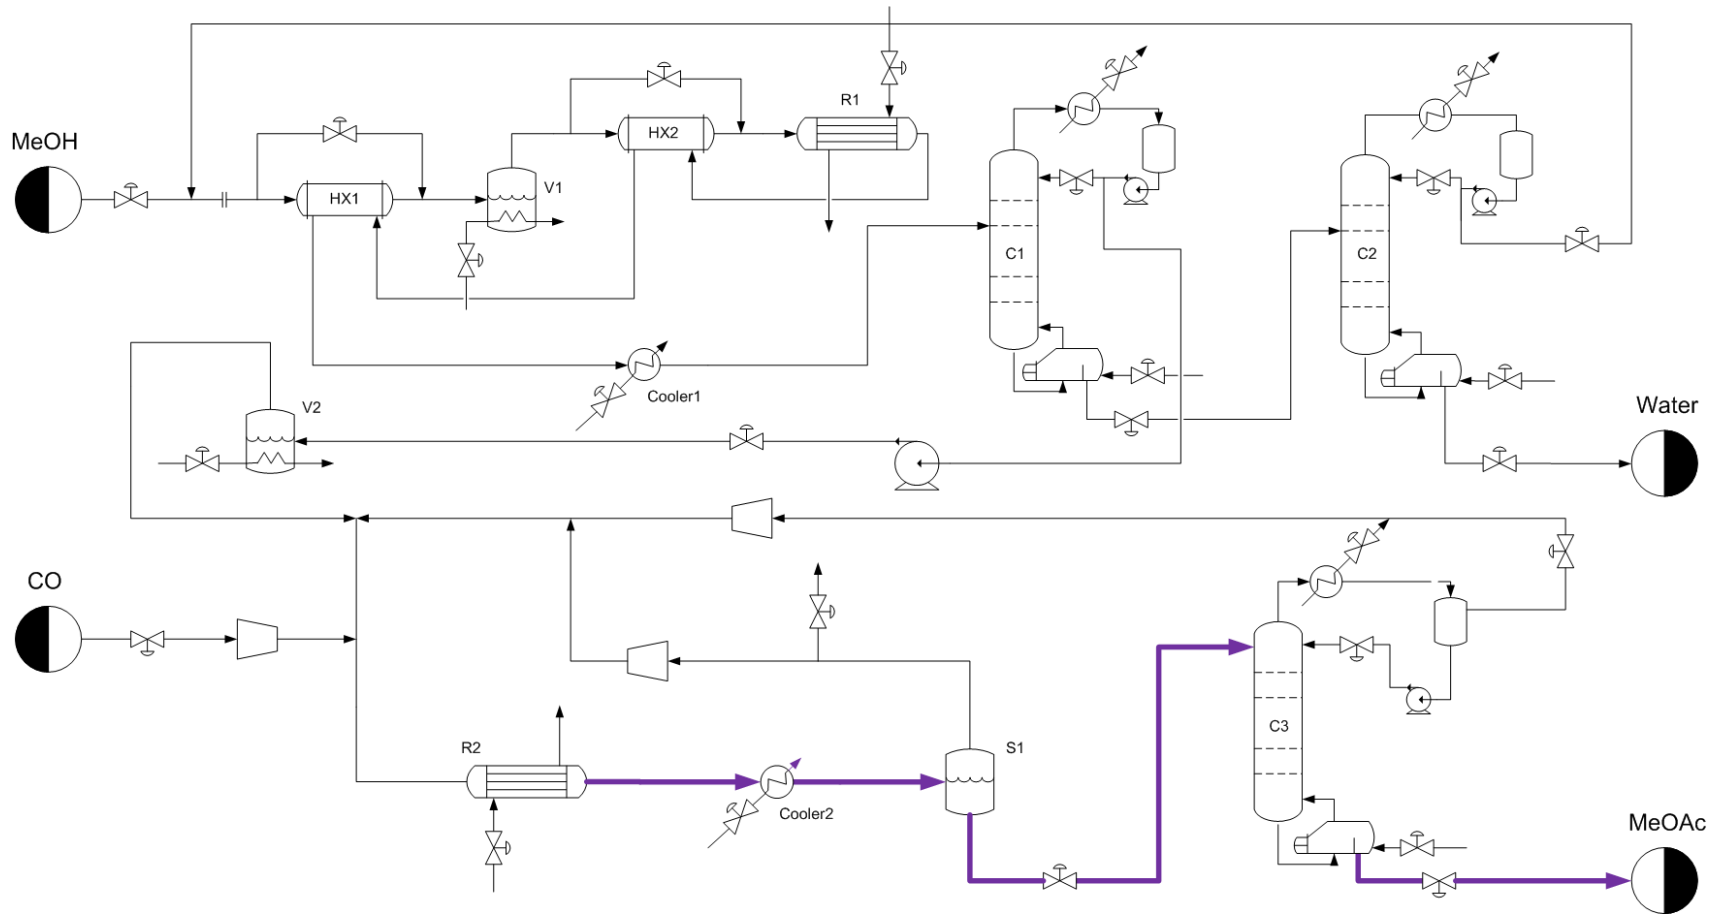 R1
MeOH
HX2
V1
HX1
C1
C2
Cooler1
V2
Water
CO
C3
R2
S1
Cooler2
MeOAc